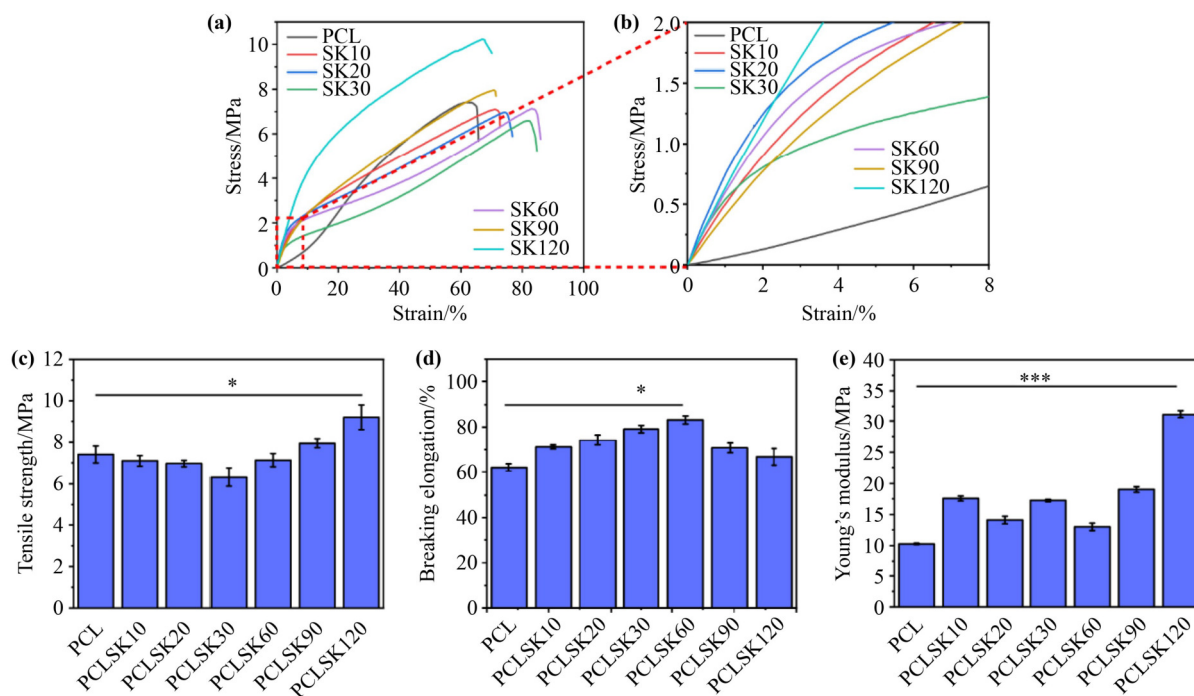 (a)
10
8
6
4
2
0
Stress/MPa
PCL
SK10
SK20
SK30
SK60
SK90
SK120
0 20 40 60 80 100
Strain/%
(b)
2.0
1.5
1.0
0.5
0
Stress/MPa
PCL
SK10
SK20
SK30
SK60
SK90
SK120
0 2 4 6 8
Strain/%
(c)
12
10
8
6
4
2
0
Tensile strength/MPa
*
PCL
PCLSK10
PCLSK20
PCLSK30
PCLSK60
PCLSK90
PCLSK120
(d)
100
80
60
40
20
0
Breaking elongation/%
*
PCL
PCLSK10
PCLSK20
PCLSK30
PCLSK60
PCLSK90
PCLSK120
(e)
40
35
30
25
20
15
10
5
0
Young's modulus/MPa
***
PCL
PCLSK10
PCLSK20
PCLSK30
PCLSK60
PCLSK90
PCLSK120